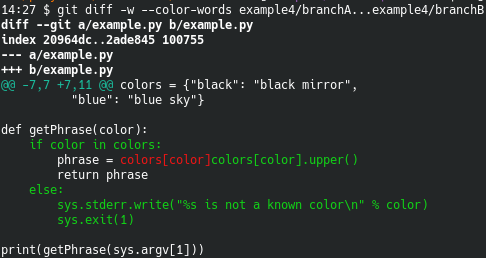 14:27 $ git diff -w --color-words example4/branchA...example4/branchB
diff --git a/example.py b/example.py
index 20964dc..2ade845 100755
--- a/example.py
+++ b/example.py
@@ -7,7 +7,11 @@ colors = {"black": "black mirror",
          "blue": "blue sky"}

def getPhrase(color):
    if color in colors:
        phrase = colors[color]colors[color].upper()
        return phrase
    else:
        sys.stderr.write("%s is not a known color\n" % color)
        sys.exit(1)

print(getPhrase(sys.argv[1]))